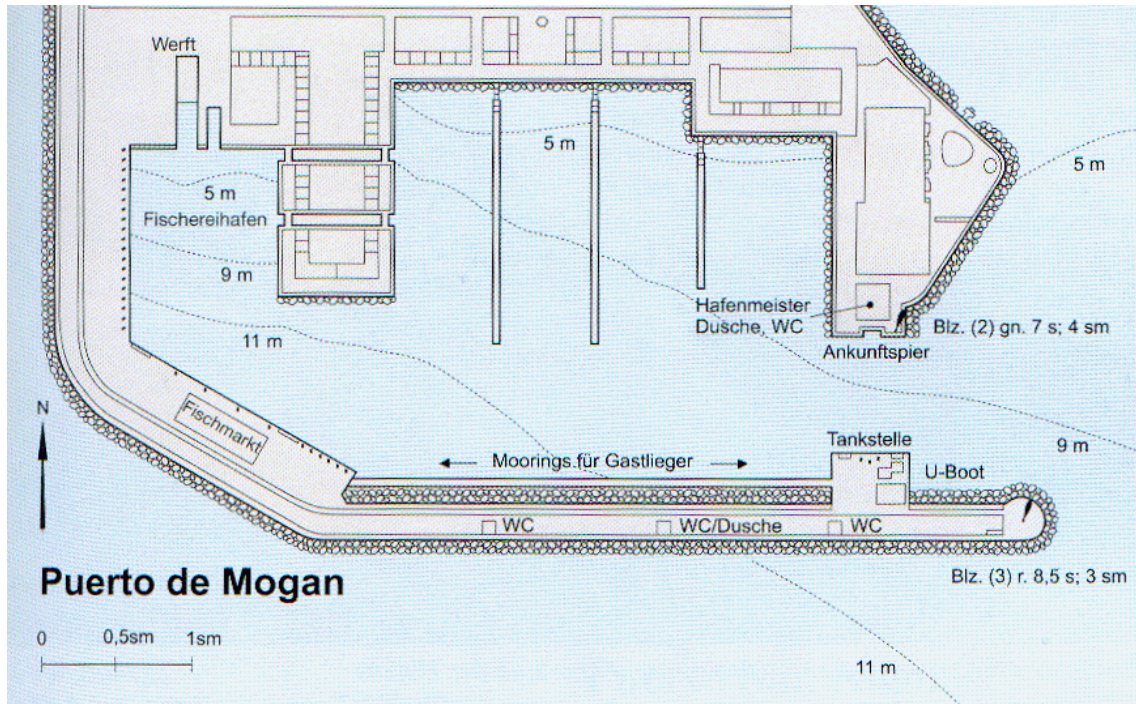 Werft
5 m
5 m
5 m
Fischereihafen
9 m
Hafenmeister
Dusche, WC
Blz. (2) gn. 7 s; 4 sm
11 m
Ankunftspier
N
Fischmarkt
Tankstelle
9 m
Moorings für Gastlieger
U-Boot
WC
WC/Dusche
WC
Puerto de Mogan
Blz. (3) r. 8,5 s; 3 sm
0 0,5sm 1sm
11 m